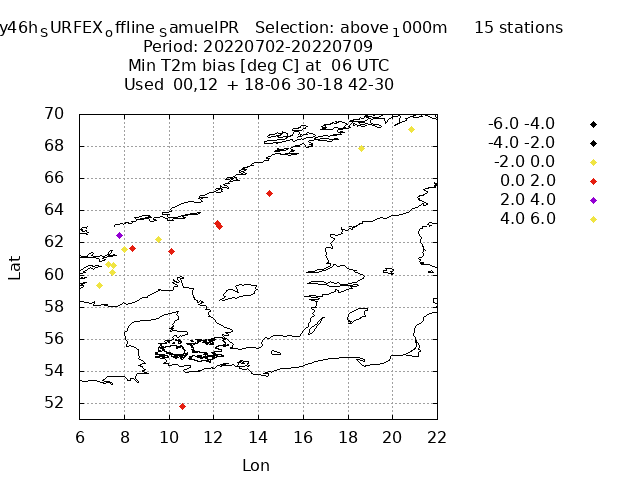 y46hSURFEXoffline SamuelPR Selection: above1000m 15 stations
Period: 20220702-20220709
Min T2m bias [deg C] at 06 UTC
Used 00,12 + 18-06 30-18 42-30
70
68
66
64
62
60
58
56
54
52
6 8 10 12 14 16 18 20 22
Lat
Lon
-6.0 -4.0
-4.0 -2.0
-2.0 0.0
0.0 2.0
2.0 4.0
4.0 6.0